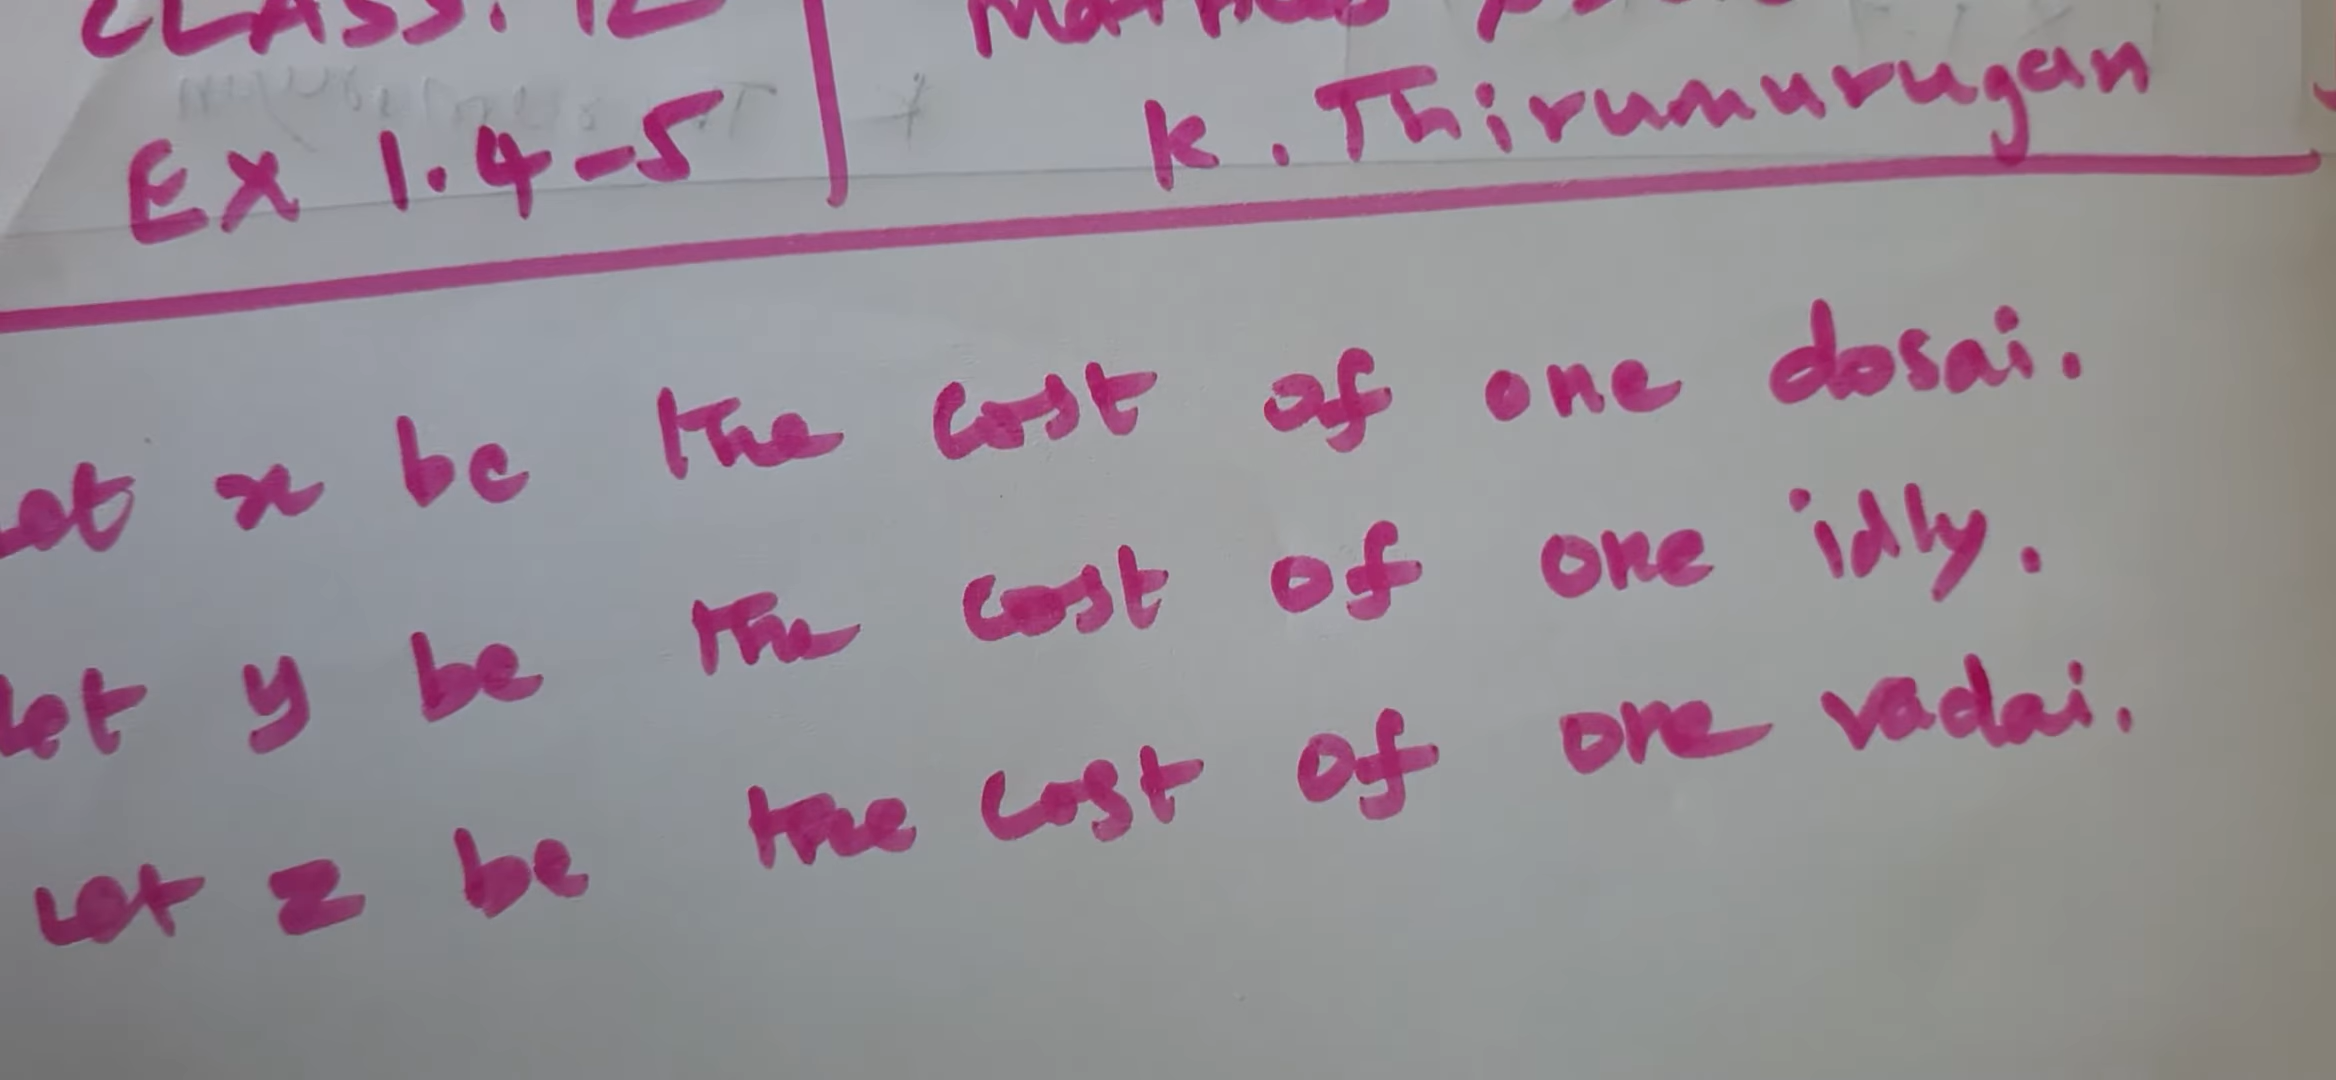 CLASS: 12
Ex 1.4-5
K. Thirumurugan
Let x be the cost of one dosai.
Let y be the cost of one idly.
Let z be the cost of one vadai.